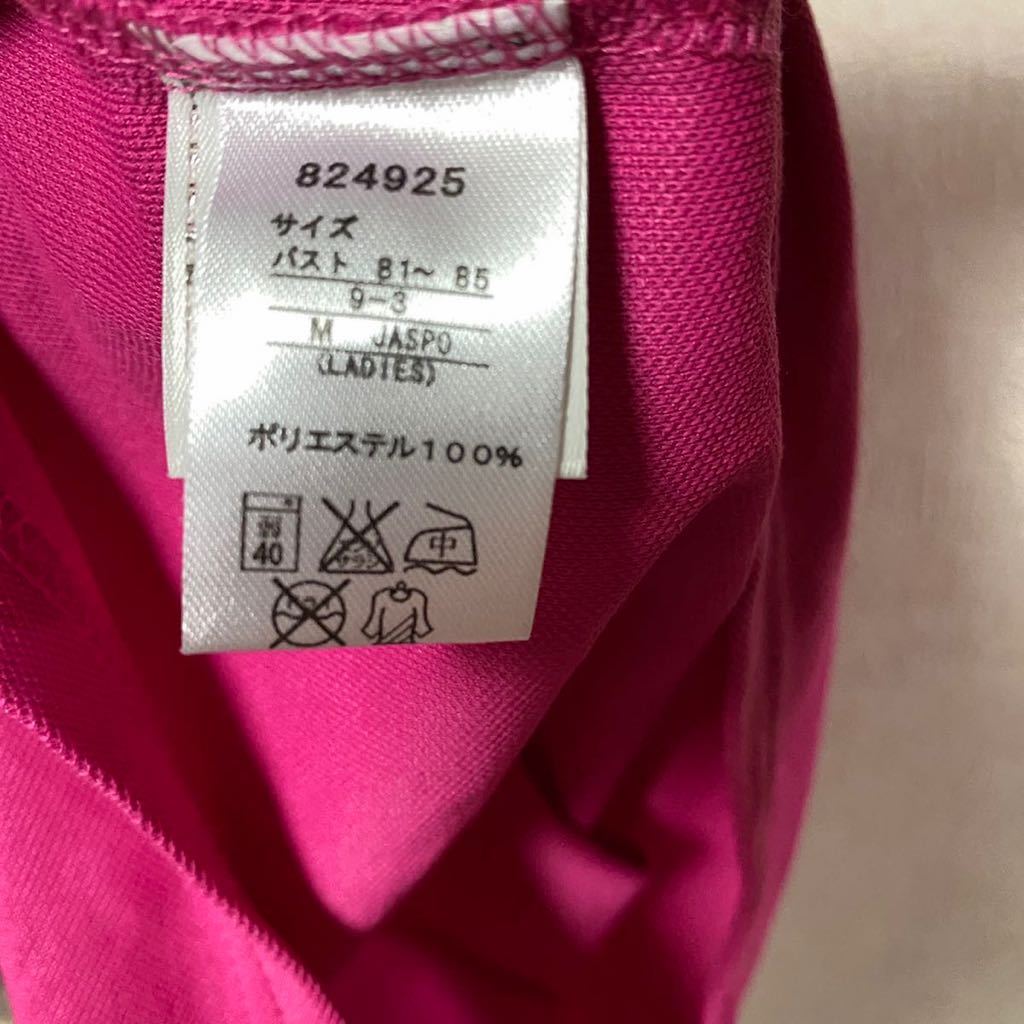 824925
サイズ
バスト 81～ 85
9-3
M JASPO
(LADIES)
ポリエステル100%
弱
40
中